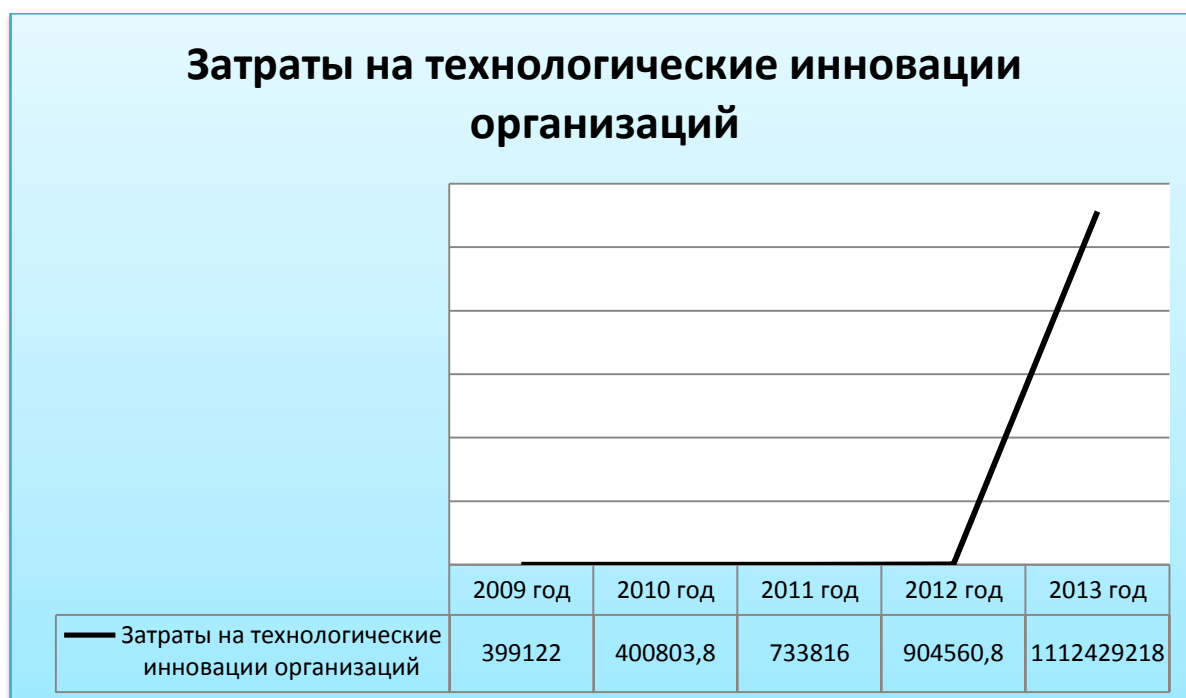 Затраты на технологические инновации
организаций
2009 год 2010 год 2011 год 2012 год 2013 год
Затраты на технологические
инновации организаций
399122 400803,8 733816 904560,8 1112429218